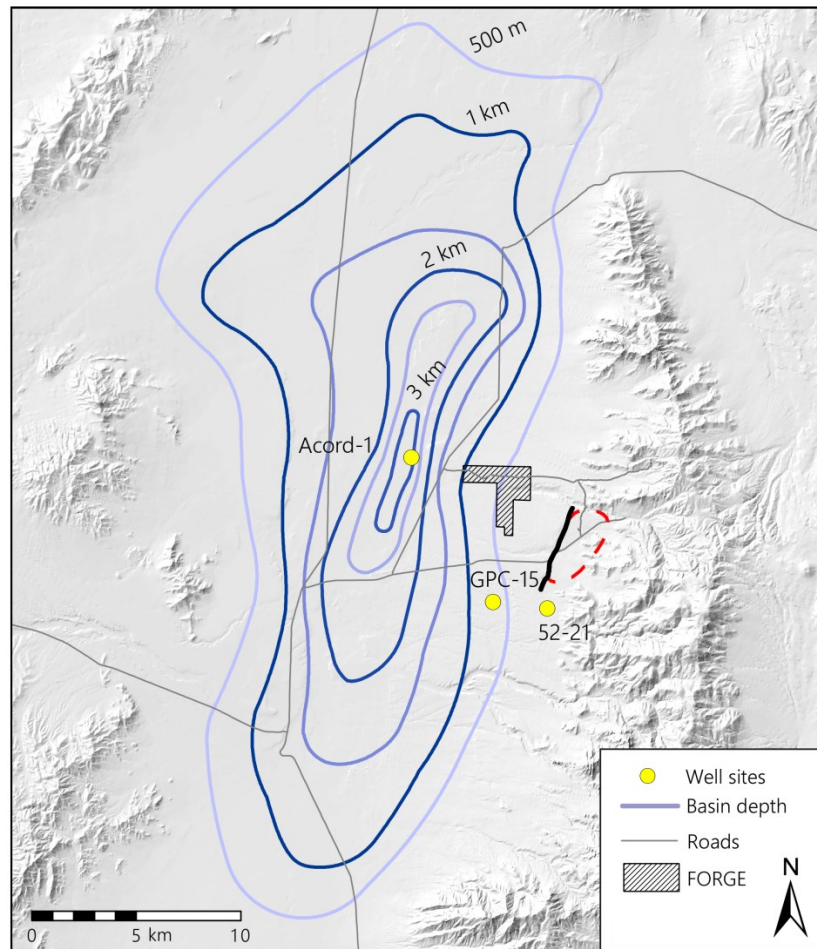 500 m
1 km
2 km
3 km
Acord-1
GPC-15
52-21
Well sites
Basin depth
Roads
FORGE
N
0 5 km 10